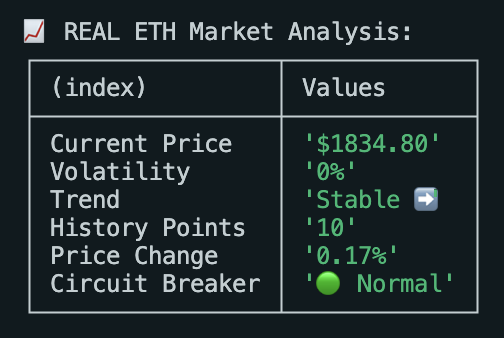 📈 REAL ETH Market Analysis:
(index) Values
Current Price '$1834.80'
Volatility '0%'
Trend 'Stable ➡️
History Points '10'
Price Change '0.17%'
Circuit Breaker '🟢 Normal'